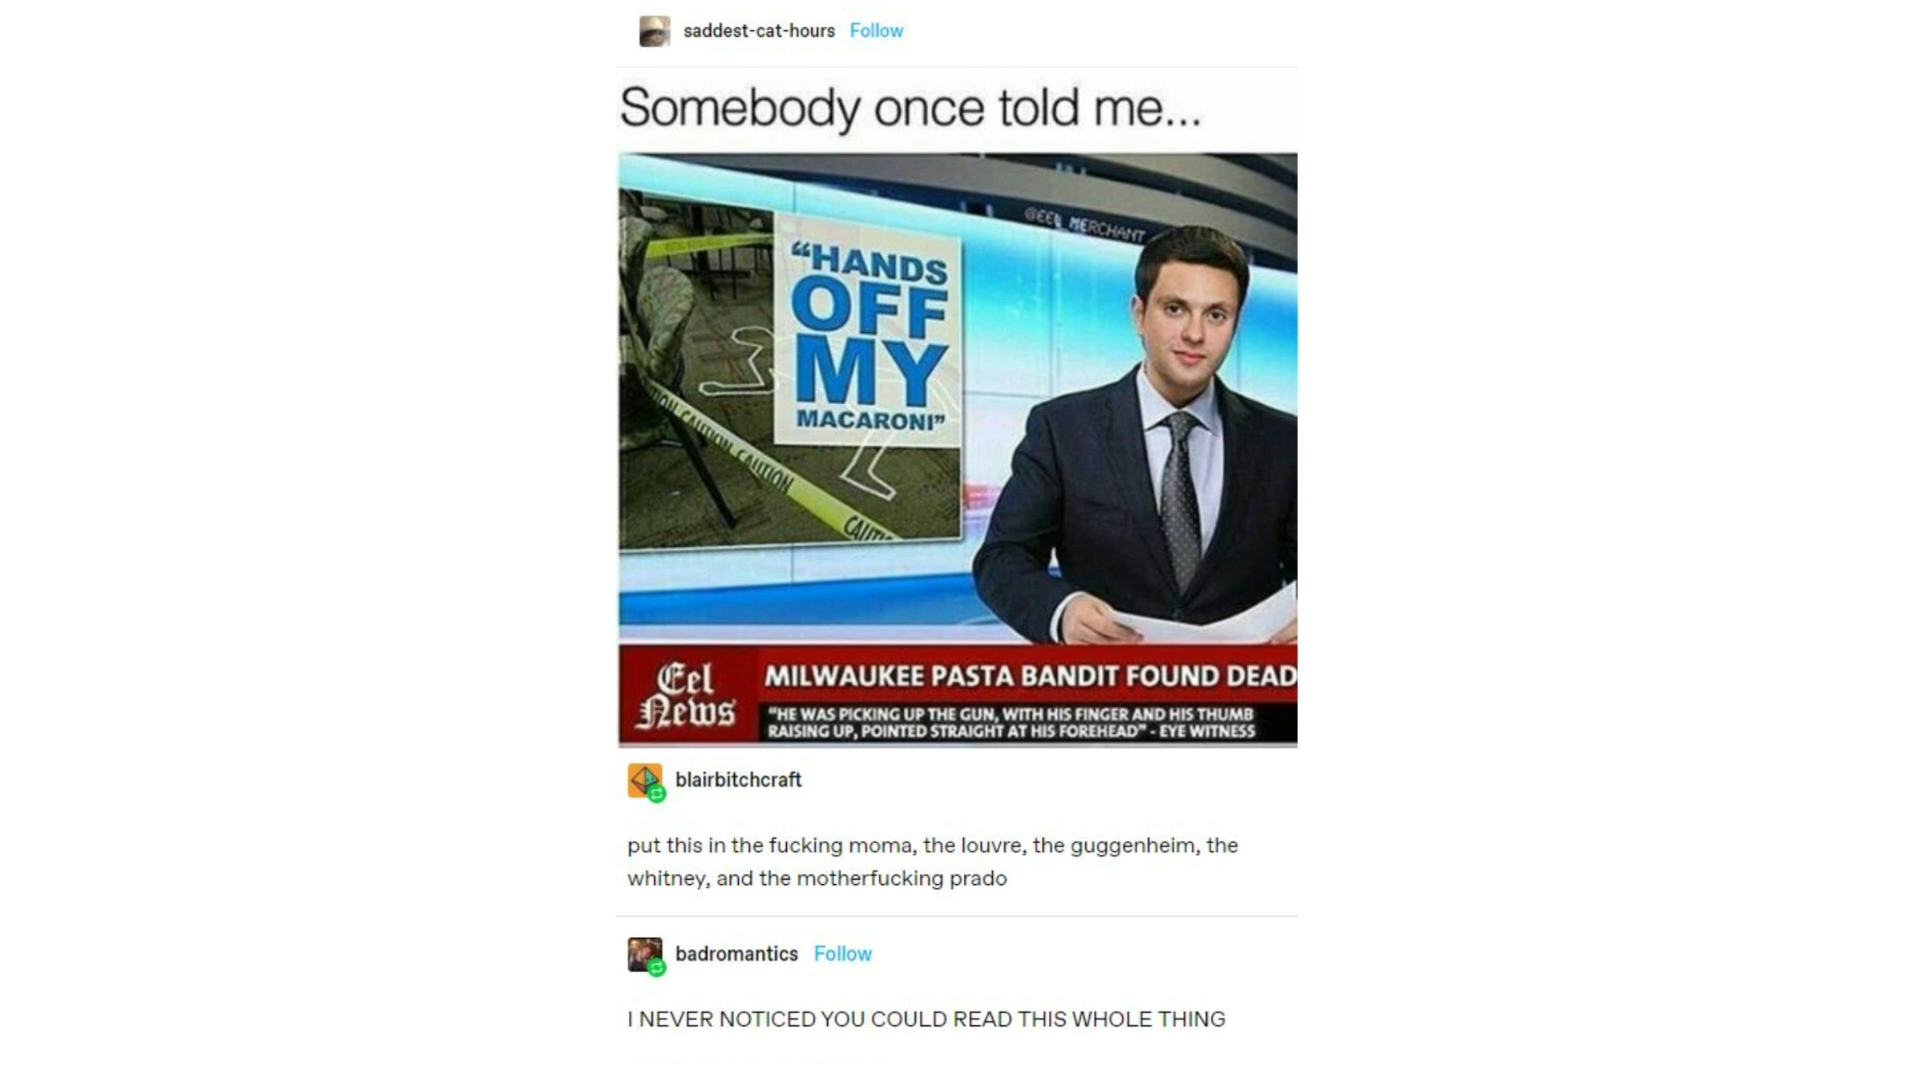 saddest-cat-hours Follow
Somebody once told me...
@EEL MERCHANT
"HANDS
OFF
MY
MACARONI"
CAUTION CAUTION
CAUTI
Eel
News
MILWAUKEE PASTA BANDIT FOUND DEAD
"HE WAS PICKING UP THE GUN, WITH HIS FINGER AND HIS THUMB
RAISING UP, POINTED STRAIGHT AT HIS FOREHEAD" - EYE WITNESS
blairbitchcraft
put this in the fucking moma, the louvre, the guggenheim, the
whitney, and the motherfucking prado
badromantics Follow
I NEVER NOTICED YOU COULD READ THIS WHOLE THING